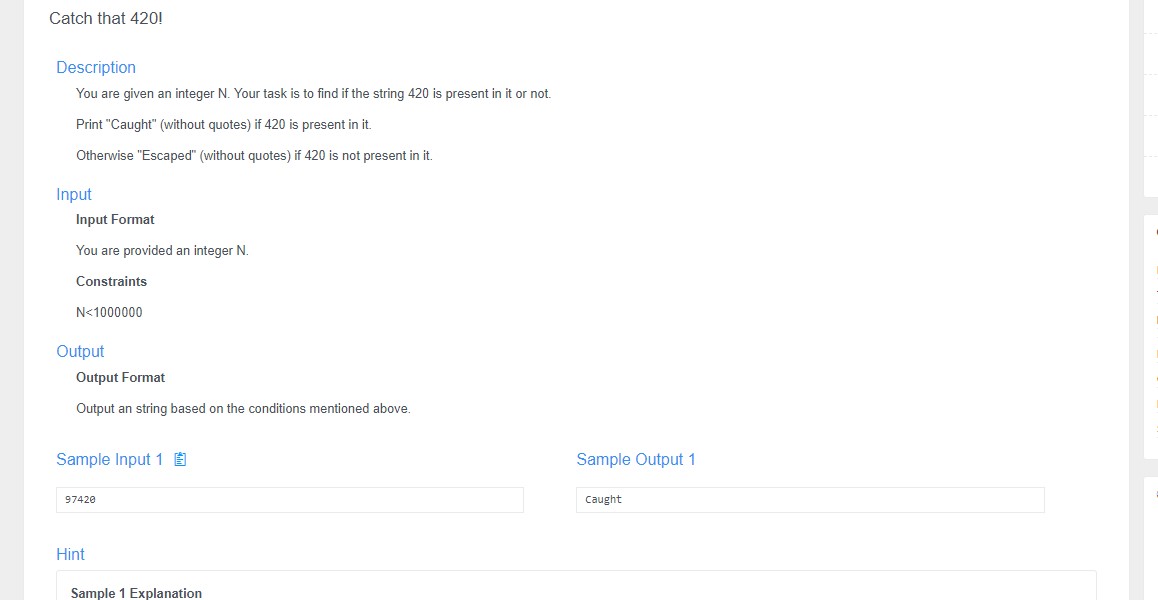 Catch that 420!
Description
You are given an integer N. Your task is to find if the string 420 is present in it or not.
Print "Caught" (without quotes) if 420 is present in it.
Otherwise "Escaped" (without quotes) if 420 is not present in it.
Input
Input Format
You are provided an integer N.
Constraints
N<1000000
Output
Output Format
Output an string based on the conditions mentioned above.
Sample Input 1
Sample Output 1
97420
Caught
Hint
Sample 1 Explanation